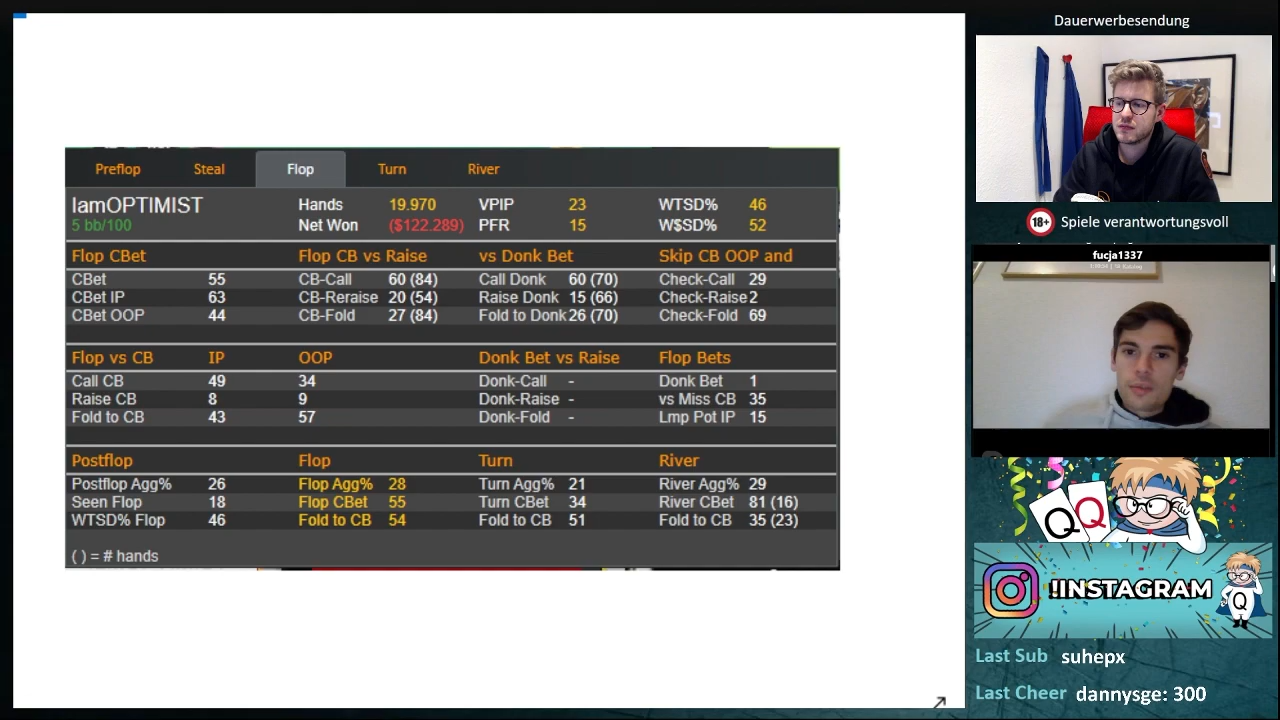 Dauerwerbesendung
Preflop Steal Flop Turn River
IamOPTIMIST Hands 19.970 VPIP 23 WTSD% 46
5 bb/100 Net Won ($122.289) PFR 15 W$SD% 52
Flop CBet Flop CB vs Raise vs Donk Bet Skip CB OOP and
CBet 55 CB-Call 60 (84) Call Donk 60 (70) Check-Call 29
CBet IP 63 CB-Reraise 20 (54) Raise Donk 15 (66) Check-Raise 2
CBet OOP 44 CB-Fold 27 (84) Fold to Donk 26 (70) Check-Fold 69
Flop vs CB IP OOP Donk Bet vs Raise Flop Bets
Call CB 49 34 Donk-Call - Donk Bet 1
Raise CB 8 9 Donk-Raise - vs Miss CB 35
Fold to CB 43 57 Donk-Fold - Lmp Pot IP 15
Postflop Flop Turn River
Postflop Agg% 26 Flop Agg% 28 Turn Agg% 21 River Agg% 29
Seen Flop 18 Flop CBet 55 Turn CBet 34 River CBet 81 (16)
WTSD% Flop 46 Fold to CB 54 Fold to CB 51 Fold to CB 35 (23)
( ) = # hands
18+ Spiele verantwortungsvoll
fucja1337
Q Q
!INSTAGRAM
Q
Last Sub suhepx
Last Cheer dannysge: 300